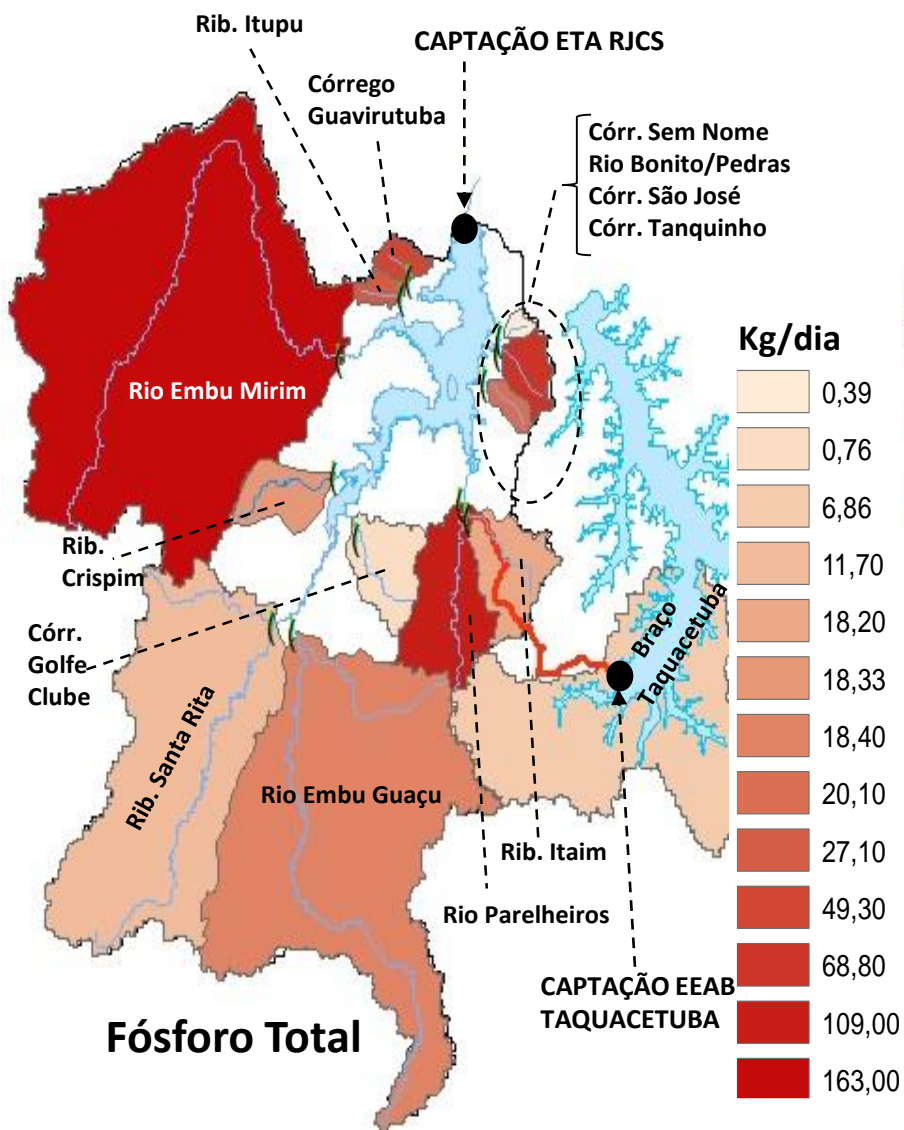 Rib. Itupu
CAPTAÇÃO ETA RJCS
Córrego
Guavirutuba
Córr. Sem Nome
Rio Bonito/Pedras
Córr. São José
Córr. Tanquinho
Rio Embu Mirim
Rib.
Crispim
Córr.
Golfe
Clube
Rib. Santa Rita
Rio Embu Guaçu
Braço
Taquacetuba
Rib. Itaim
Rio Parelheiros
CAPTAÇÃO EEAB
TAQUACETUBA
Fósforo Total
Kg/dia
0,39
0,76
6,86
11,70
18,20
18,33
18,40
20,10
27,10
49,30
68,80
109,00
163,00